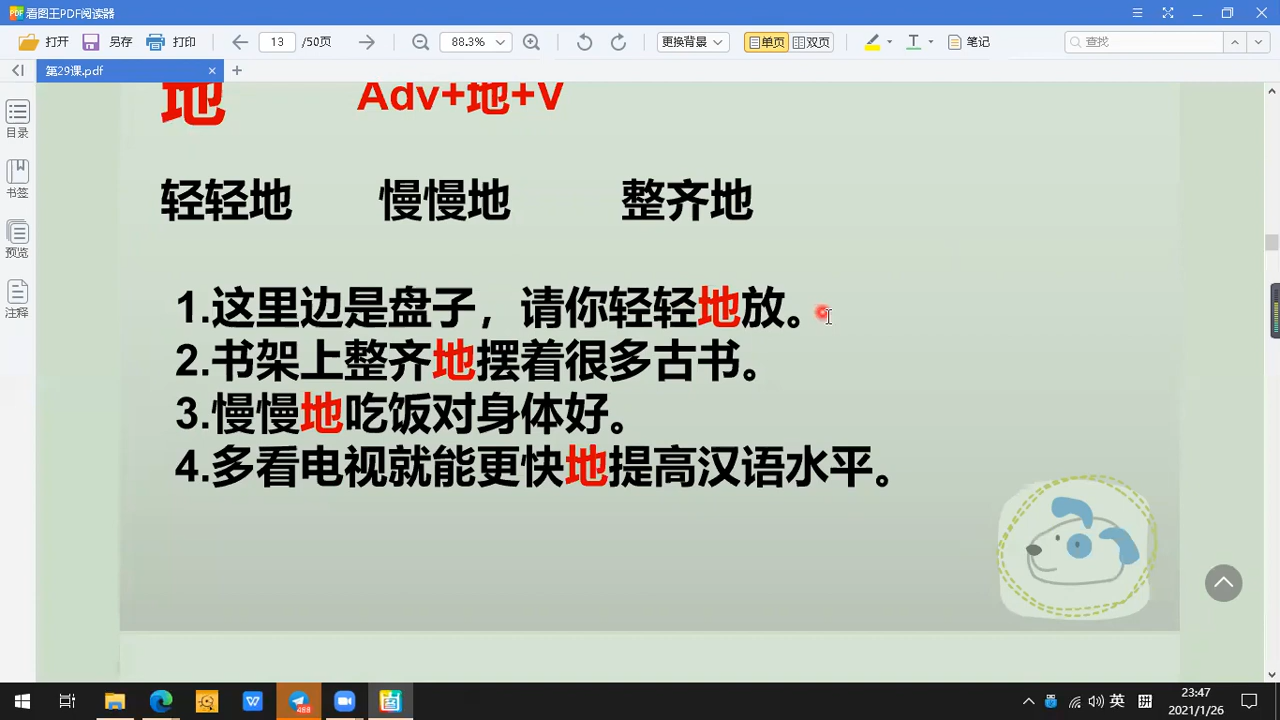 看图王PDF阅读器
打开 另存 打印 13 /50页 88.3% 更换背景 单页 双页 笔记 查找
第29课.pdf
目录
书签
预览
注释
地 Adv+地+V
轻轻地 慢慢地 整齐地
1.这里边是盘子，请你轻轻地放。
2.书架上整齐地摆着很多古书。
3.慢慢地吃饭对身体好。
4.多看电视就能更快地提高汉语水平。
488
英
拼
23:47
2021/1/26